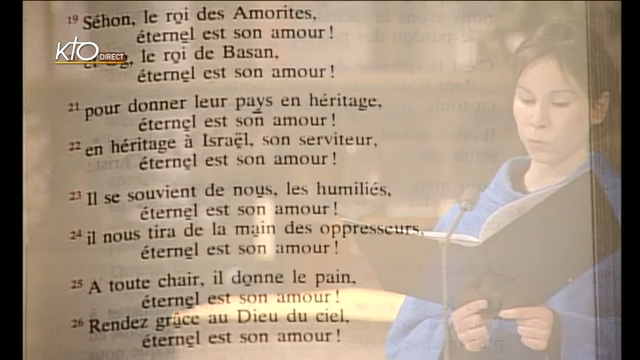 19 Séhon, le roi des Amorites,
éternel est son amour !
KTO DIRECT
et Og, le roi de Basan,
éternel est son amour !
21 pour donner leur pays en héritage,
éternel est son amour !
22 en héritage à Israël, son serviteur,
éternel est son amour !
23 Il se souvient de nous, les humiliés,
éternel est son amour !
24 il nous tira de la main des oppresseurs,
éternel est son amour !
25 A toute chair, il donne le pain,
éternel est son amour !
26 Rendez grâce au Dieu du ciel,
éternel est son amour !